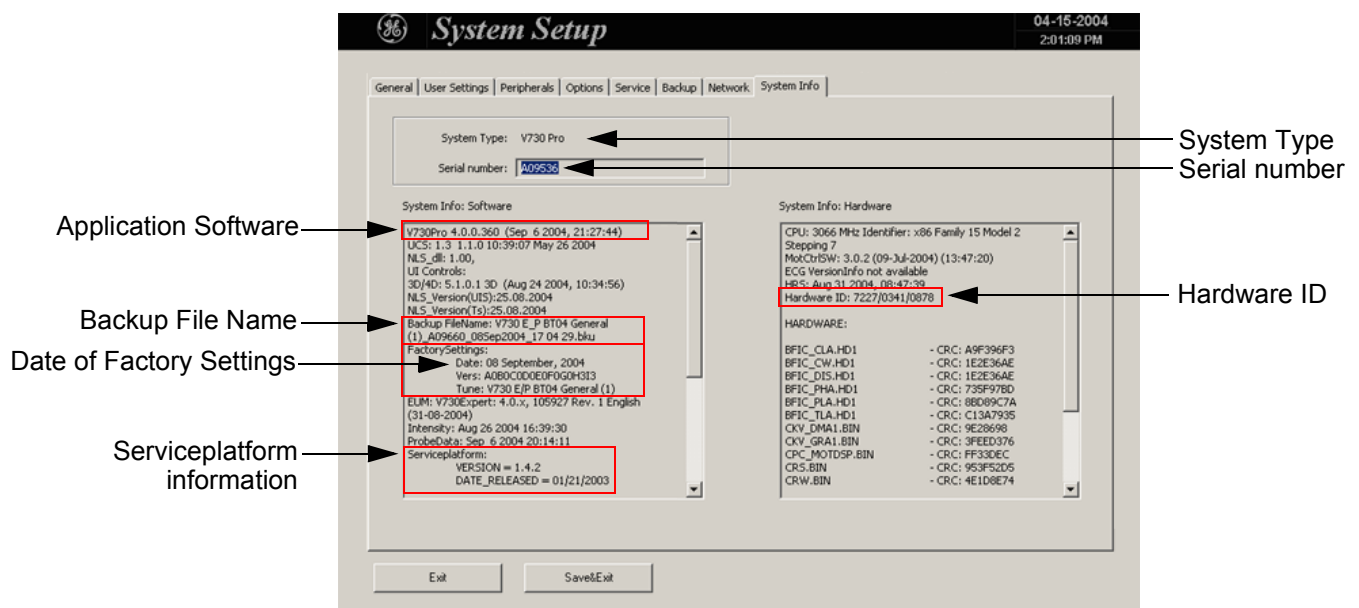 System Setup
04-15-2004
2:01:09 PM
General User Settings Peripherals Options Service Backup Network System Info
System Type: V730 Pro
Serial number: A09536
System Type
Serial number
System Info: Software
Application Software
V730Pro 4.0.0.360 (Sep 6 2004, 21:27:44)
UCS: 1.3 1.1.0 10:39:07 May 26 2004
NLS_dll: 1.00,
UI Controls:
3D/4D: 5.1.0.1 3D (Aug 24 2004, 10:34:56)
NLS_Version(UIS):25.08.2004
NLS_Version(Ts):25.08.2004
Backup File Name
Backup FileName: V730 E_P BT04 General
(1)_A09660_08Sep2004_17 04 29.bku
Date of Factory Settings
FactorySettings:
Date: 08 September, 2004
Vers: A0B0C0D0E0F0G0H3I3
Tune: V730 E/P BT04 General (1)
EUM: V730Expert: 4.0.x, 105927 Rev. 1 English
(31-08-2004)
Intensity: Aug 26 2004 16:39:30
ProbeData: Sep 6 2004 20:14:11
Serviceplatform
information
Serviceplatform:
VERSION = 1.4.2
DATE_RELEASED = 01/21/2003
System Info: Hardware
CPU: 3066 MHz Identifier: x86 Family 15 Model 2
Stepping 7
MotCtrlSW: 3.0.2 (09-Jul-2004) (13:47:20)
ECG VersionInfo not available
HRS: Aug 31 2004, 08:47:39
Hardware ID: 7227/0341/0878
Hardware ID
HARDWARE:
BFIC_CLA.HD1 - CRC: A9F396F3
BFIC_CW.HD1 - CRC: 1E2E36AE
BFIC_DIS.HD1 - CRC: 1E2E36AE
BFIC_PHA.HD1 - CRC: 735F97BD
BFIC_PLA.HD1 - CRC: 8BD89C7A
BFIC_TLA.HD1 - CRC: C13A7935
CKV_DMA1.BIN - CRC: 9E28698
CKV_GRA1.BIN - CRC: 3FEED376
CPC_MOTDSP.BIN - CRC: FF33DEC
CRS.BIN - CRC: 953F52D5
CRW.BIN - CRC: 4E1D8E74
Exit
Save&Exit